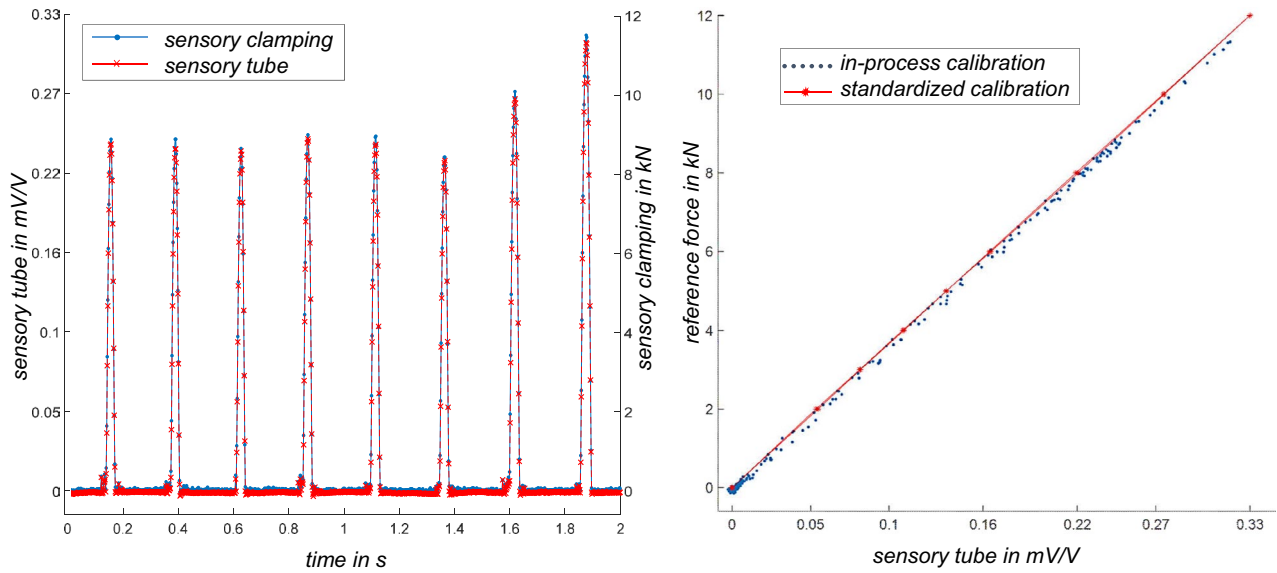 0.33
0.27
0.22
0.16
0.1
0.05
0
sensory tube in mV/V
sensory clamping
sensory tube
12
10
8
6
4
2
0
sensory clamping in kN
0 0.2 0.4 0.6 0.8 1 1.2 1.4 1.6 1.8 2
time in s
12
10
8
6
4
2
0
reference force in kN
in-process calibration
standardized calibration
0 0.05 0.1 0.16 0.22 0.27 0.33
sensory tube in mV/V